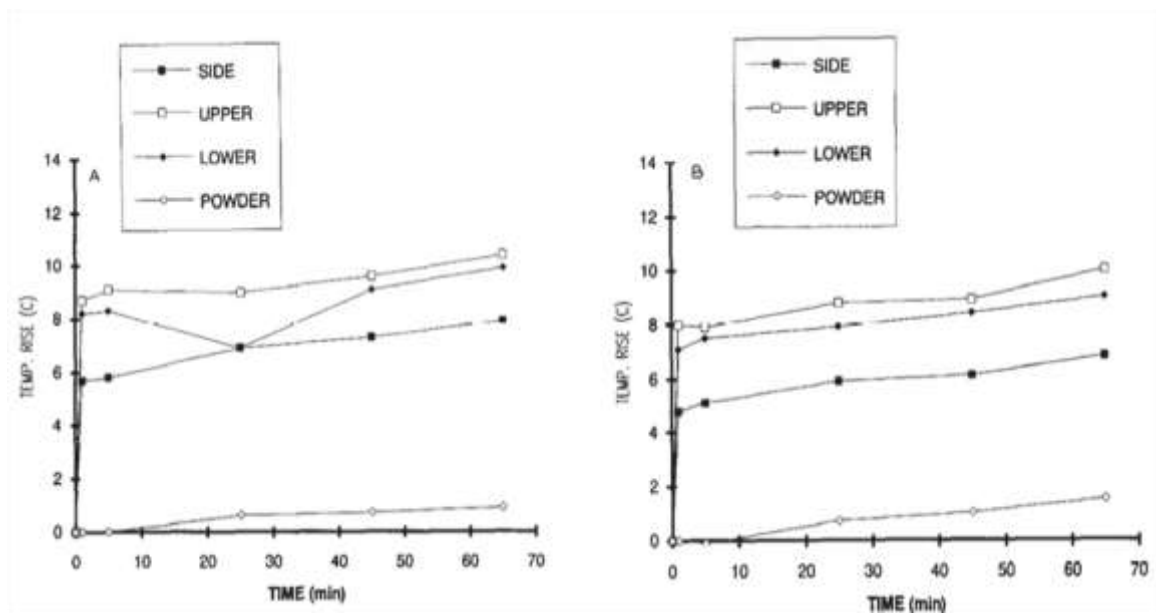 SIDE
UPPER
LOWER
POWDER
A
14
12
10
8
6
4
2
0
TEMP. RISE (C)
0 10 20 30 40 50 60 70
TIME (min)
SIDE
UPPER
LOWER
POWDER
B
14
12
10
8
6
4
2
0
TEMP. RISE (C)
0 10 20 30 40 50 60 70
TIME (min)